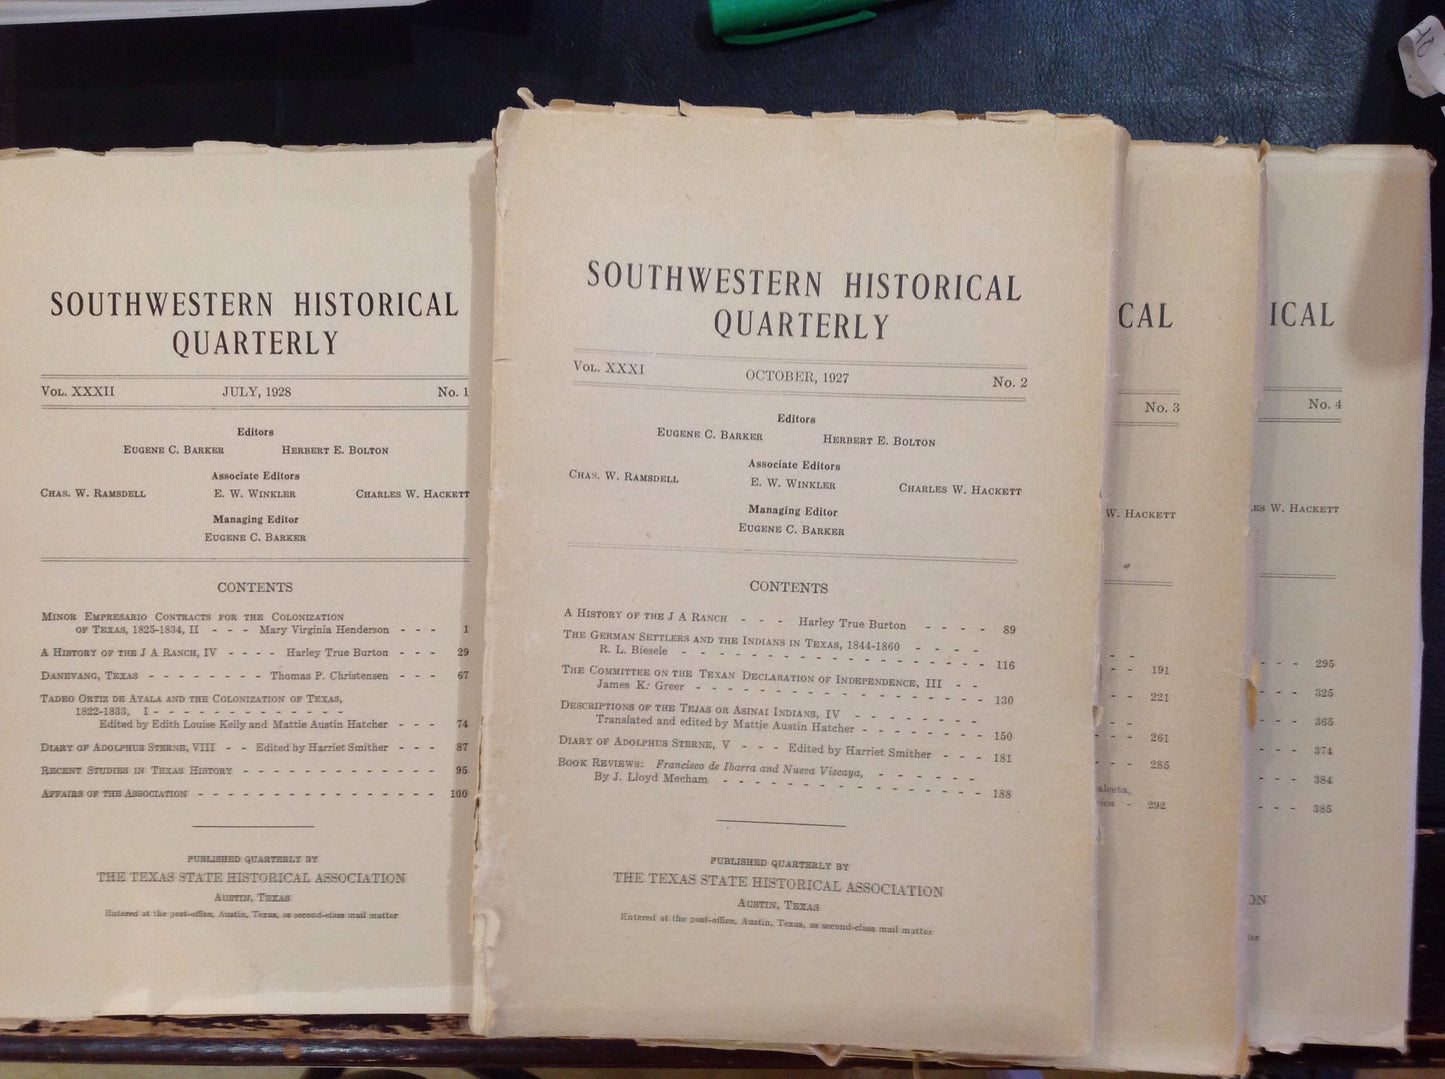 SOUTHWESTERN HISTORICAL
QUARTERLY
VOL. XXXII JULY, 1928 No. 1
Editors
EUGENE C. BARKER HERBERT E. BOLTON
Associate Editors
CHAS. W. RAMSDELL E. W. WINKLER CHARLES W. HACKETT
Managing Editor
EUGENE C. BARKER
CONTENTS
MINOR EMPRESARIO CONTRACTS FOR THE COLONIZATION
OF TEXAS, 1825-1834, II - - - Mary Virginia Henderson - - - 1
A HISTORY OF THE J A RANCH, IV - - - - Harley True Burton - - - 29
DANEVANG, TEXAS - - - - - - - - Thomas P. Christensen - - - 67
TADEO ORTIZ DE AYALA AND THE COLONIZATION OF TEXAS,
1822-1833, I - - - - - - - - - - - -
Edited by Edith Louise Kelly and Mattie Austin Hatcher - - - 74
DIARY OF ADOLPHUS STERNE, VIII - - Edited by Harriet Smither - - - 87
RECENT STUDIES IN TEXAS HISTORY - - - - - - - - - - - - - 95
AFFAIRS OF THE ASSOCIATION - - - - - - - - - - - - - - - - 100
PUBLISHED QUARTERLY BY
THE TEXAS STATE HISTORICAL ASSOCIATION
AUSTIN, TEXAS
Entered at the post-office, Austin, Texas, as second-class mail matter
SOUTHWESTERN HISTORICAL
QUARTERLY
VOL. XXXI OCTOBER, 1927 No. 2
Editors
EUGENE C. BARKER HERBERT E. BOLTON
Associate Editors
CHAS. W. RAMSDELL E. W. WINKLER CHARLES W. HACKETT
Managing Editor
EUGENE C. BARKER
CONTENTS
A HISTORY OF THE J A RANCH - - - Harley True Burton - - - - 89
THE GERMAN SETTLERS AND THE INDIANS IN TEXAS, 1844-1860 - - - -
R. L. Biesele - - - - - - - - - - - - - - - - - - 116
THE COMMITTEE ON THE TEXAN DECLARATION OF INDEPENDENCE, III - -
James K. Greer - - - - - - - - - - - - - - - - - 130
DESCRIPTIONS OF THE TEJAS OR ASINAI INDIANS, IV - - - - - - -
Translated and edited by Mattie Austin Hatcher - - - - - - - 150
DIARY OF ADOLPHUS STERNE, V - - - Edited by Harriet Smither - - - 181
BOOK REVIEWS: Francisco de Ibarra and Nueva Viscaya, - - - - - -
By J. Lloyd Mecham - - - - - - - - - - - - - - - 188
PUBLISHED QUARTERLY BY
THE TEXAS STATE HISTORICAL ASSOCIATION
AUSTIN, TEXAS
Entered at the post-office, Austin, Texas, as second-class mail matter
CAL
No. 3
W. HACKETT
- -
- - - 191
221
- - 261
- - 285
292
ICAL
No. 4
ES W. HACKETT
- - - 295
- - - 325
- - - 365
- - - 374
- - - 384
- - - 385
ON